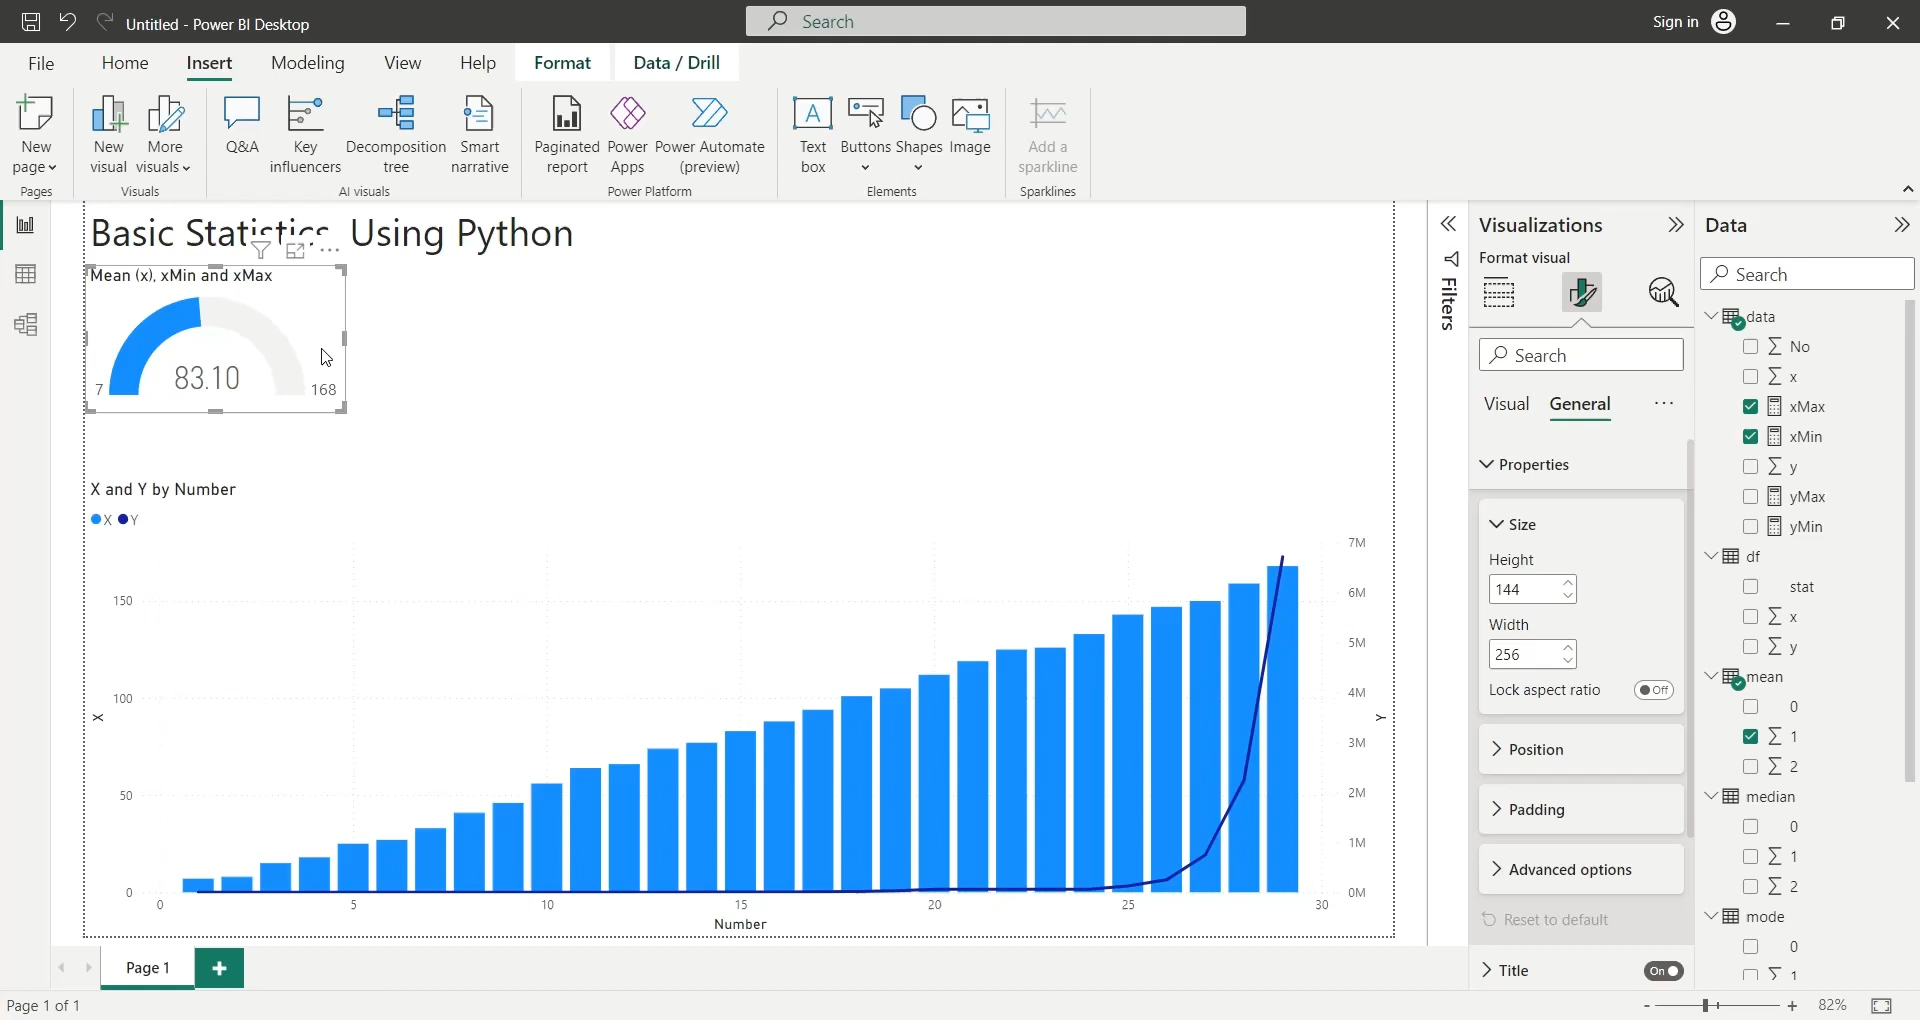 Untitled - Power BI Desktop
Search
Sign in
File
Home
Insert
Modeling
View
Help
Format
Data / Drill
New page
New visual
More visuals
Q&A
Key influencers
Decomposition tree
Smart narrative
Paginated report
Power Apps
Power Automate (preview)
Text box
Buttons
Shapes
Image
Add a sparkline
Pages
Visuals
AI visuals
Power Platform
Elements
Sparklines
Basic Statistics Using Python
Mean (x), xMin and xMax
83.10
7
168
X and Y by Number
X
Y
150
100
50
0
X
7M
6M
5M
4M
3M
2M
1M
0M
Y
0
5
10
15
20
25
30
Number
Filters
Visualizations
Format visual
Search
Visual
General
Properties
Size
Height
144
Width
256
Lock aspect ratio
Off
Position
Padding
Advanced options
Reset to default
Title
On
Data
Search
data
No
x
xMax
xMin
y
yMax
yMin
df
stat
x
y
mean
0
1
2
median
0
1
2
mode
0
1
Page 1
Page 1 of 1
82%